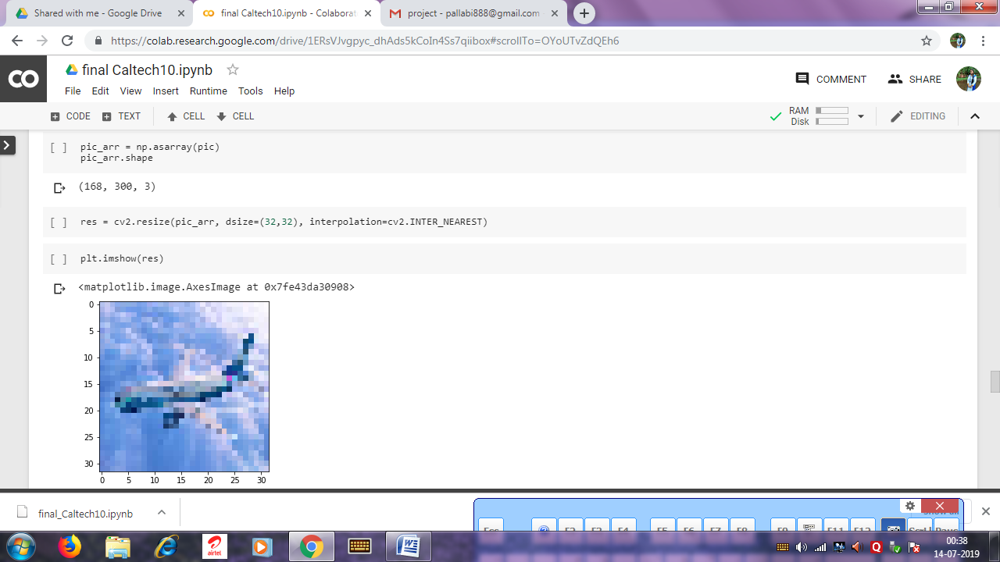 Shared with me - Google Drive
final Caltech10.ipynb - Colaborat
project - pallabi888@gmail.com
https://colab.research.google.com/drive/1ERsVJvgpyc_dhAds5kCoIn4Ss7qiibox#scrollTo=OYoUTvZdQEh6
CO
final Caltech10.ipynb
COMMENT
SHARE
File Edit View Insert Runtime Tools Help
CODE TEXT CELL CELL
RAM
Disk
EDITING
[ ] pic_arr = np.asarray(pic)
pic_arr.shape
(168, 300, 3)
[ ] res = cv2.resize(pic_arr, dsize=(32,32), interpolation=cv2.INTER_NEAREST)
[ ] plt.imshow(res)
<matplotlib.image.AxesImage at 0x7fe43da30908>
0
5
10
15
20
25
30
0 5 10 15 20 25 30
final_Caltech10.ipynb
airtel
00:38
14-07-2019